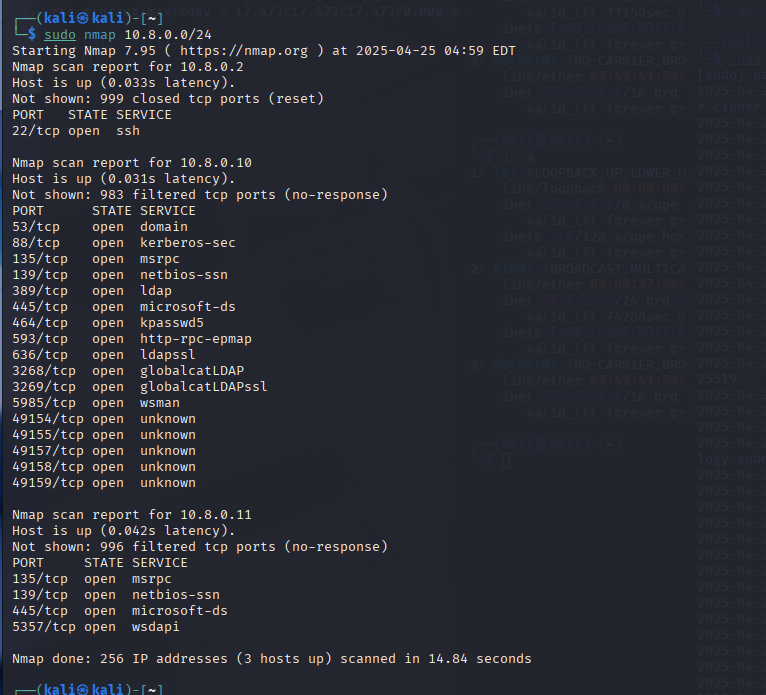 ┌──(kali㉿kali)-[~]
└─$ sudo nmap 10.8.0.0/24
Starting Nmap 7.95 ( https://nmap.org ) at 2025-04-25 04:59 EDT
Nmap scan report for 10.8.0.2
Host is up (0.033s latency).
Not shown: 999 closed tcp ports (reset)
PORT   STATE SERVICE
22/tcp open  ssh

Nmap scan report for 10.8.0.10
Host is up (0.031s latency).
Not shown: 983 filtered tcp ports (no-response)
PORT      STATE SERVICE
53/tcp    open  domain
88/tcp    open  kerberos-sec
135/tcp   open  msrpc
139/tcp   open  netbios-ssn
389/tcp   open  ldap
445/tcp   open  microsoft-ds
464/tcp   open  kpasswd5
593/tcp   open  http-rpc-epmap
636/tcp   open  ldapssl
3268/tcp  open  globalcatLDAP
3269/tcp  open  globalcatLDAPssl
5985/tcp  open  wsman
49154/tcp open  unknown
49155/tcp open  unknown
49157/tcp open  unknown
49158/tcp open  unknown
49159/tcp open  unknown

Nmap scan report for 10.8.0.11
Host is up (0.042s latency).
Not shown: 996 filtered tcp ports (no-response)
PORT     STATE SERVICE
135/tcp  open  msrpc
139/tcp  open  netbios-ssn
445/tcp  open  microsoft-ds
5357/tcp open  wsdapi

Nmap done: 256 IP addresses (3 hosts up) scanned in 14.84 seconds

┌──(kali㉿kali)-[~]